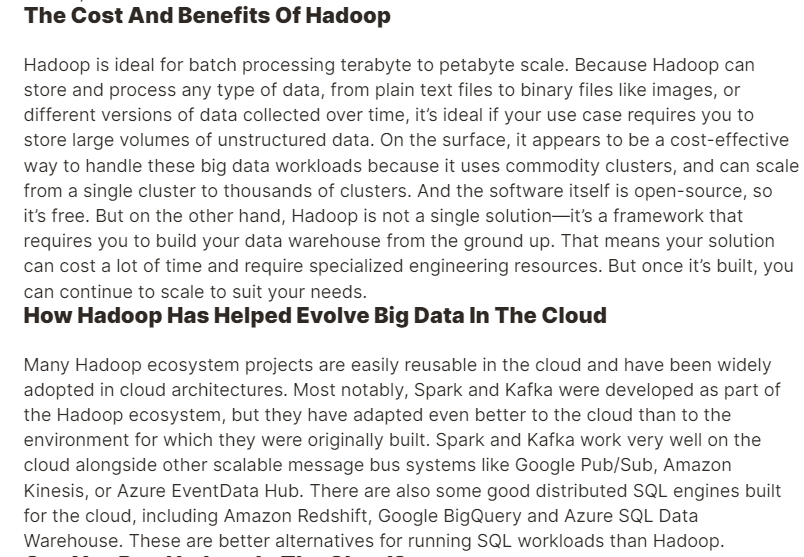 The Cost And Benefits Of Hadoop
Hadoop is ideal for batch processing terabyte to petabyte scale. Because Hadoop can
store and process any type of data, from plain text files to binary files like images, or
different versions of data collected over time, it’s ideal if your use case requires you to
store large volumes of unstructured data. On the surface, it appears to be a cost-effective
way to handle these big data workloads because it uses commodity clusters, and can scale
from a single cluster to thousands of clusters. And the software itself is open-source, so
it’s free. But on the other hand, Hadoop is not a single solution—it’s a framework that
requires you to build your data warehouse from the ground up. That means your solution
can cost a lot of time and require specialized engineering resources. But once it’s built, you
can continue to scale to suit your needs.
How Hadoop Has Helped Evolve Big Data In The Cloud
Many Hadoop ecosystem projects are easily reusable in the cloud and have been widely
adopted in cloud architectures. Most notably, Spark and Kafka were developed as part of
the Hadoop ecosystem, but they have adapted even better to the cloud than to the
environment for which they were originally built. Spark and Kafka work very well on the
cloud alongside other scalable message bus systems like Google Pub/Sub, Amazon
Kinesis, or Azure EventData Hub. There are also some good distributed SQL engines built
for the cloud, including Amazon Redshift, Google BigQuery and Azure SQL Data
Warehouse. These are better alternatives for running SQL workloads than Hadoop.